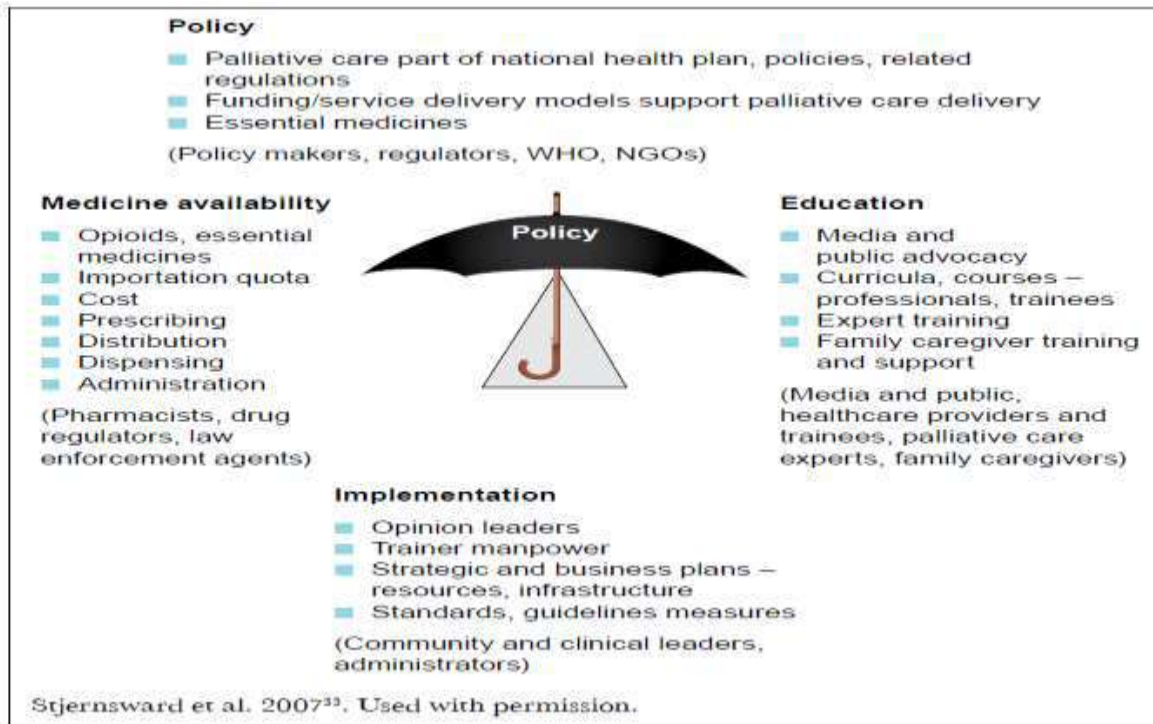 Policy
Palliative care part of national health plan, policies, related
regulations
Funding/service delivery models support palliative care delivery
Essential medicines
(Policy makers, regulators, WHO, NGOs)
Medicine availability
Opioids, essential
medicines
Importation quota
Cost
Prescribing
Distribution
Dispensing
Administration
(Pharmacists, drug
regulators, law
enforcement agents)
Policy
Education
Media and
public advocacy
Curricula, courses –
professionals, trainees
Expert training
Family caregiver training
and support
(Media and public,
healthcare providers and
trainees, palliative care
experts, family caregivers)
Implementation
Opinion leaders
Trainer manpower
Strategic and business plans –
resources, infrastructure
Standards, guidelines measures
(Community and clinical leaders,
administrators)
Stjernsward et al. 2007³³. Used with permission.